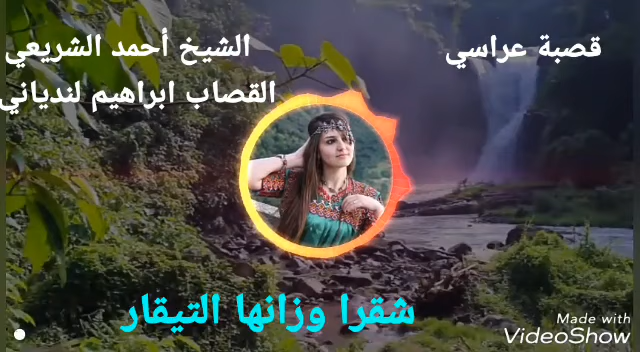 قصبة عراسي
الشيخ أحمد الشريعي
القصاب ابراهيم لندياني
شقرا وزانها التيقار
Made with
VideoShow